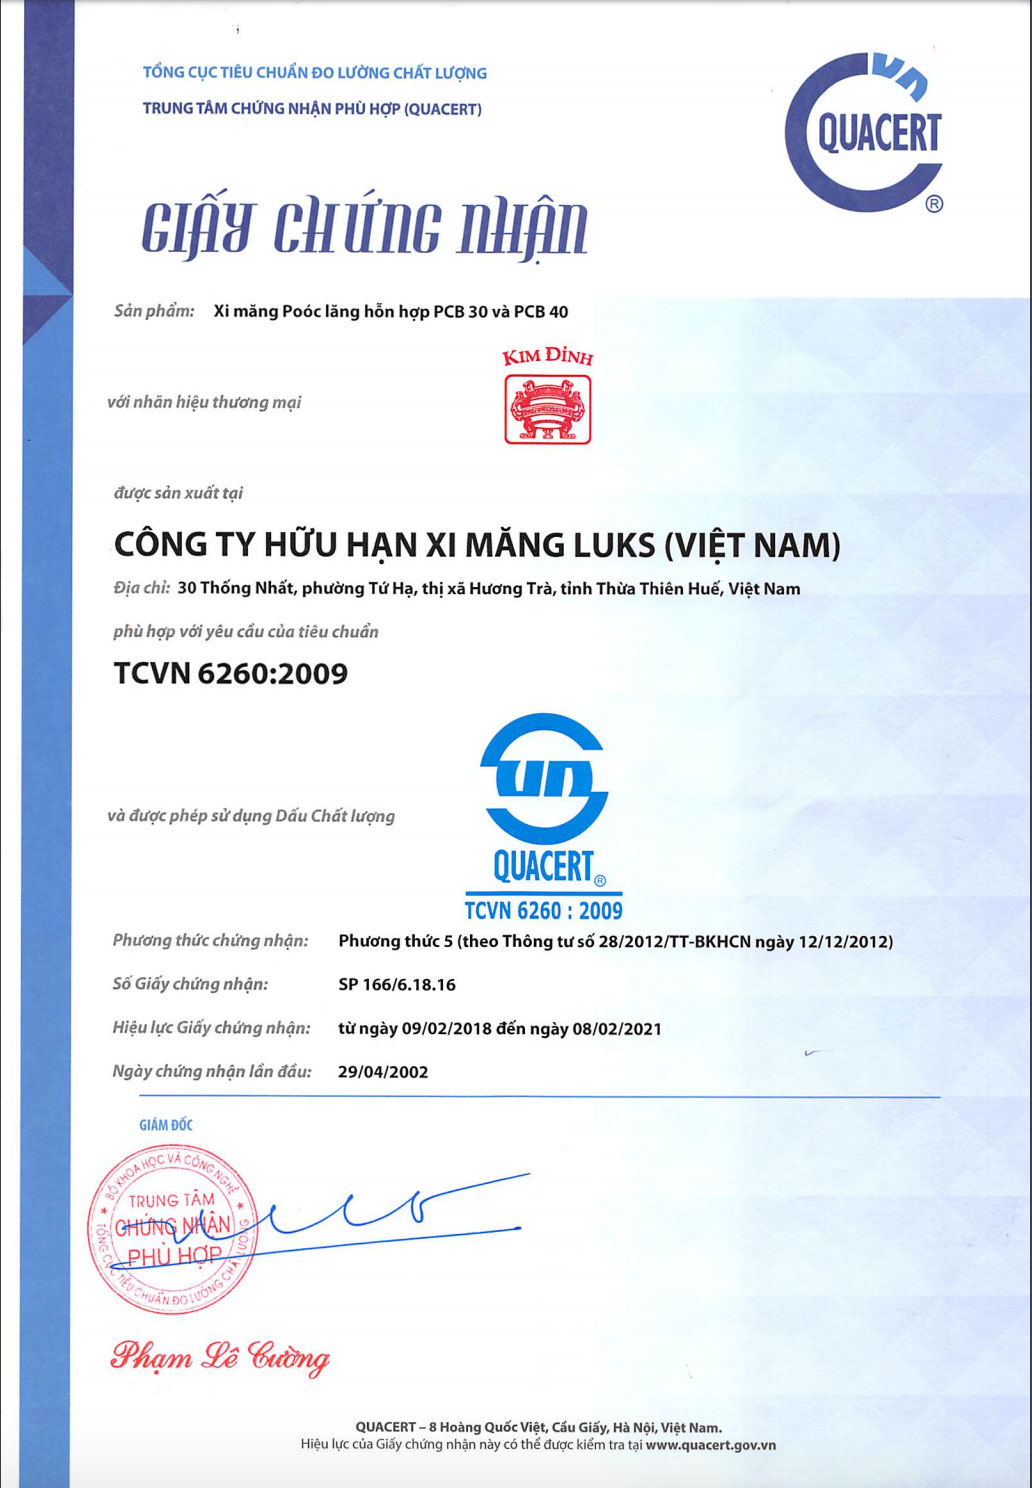 TỔNG CỤC TIÊU CHUẨN ĐO LƯỜNG CHẤT LƯỢNG
TRUNG TÂM CHỨNG NHẬN PHÙ HỢP (QUACERT)
QUACERT
®
GIẤY CHỨNG NHẬN
Sản phẩm: Xi măng Poóc lăng hỗn hợp PCB 30 và PCB 40
KIM ĐỈNH
với nhãn hiệu thương mại
được sản xuất tại
CÔNG TY HỮU HẠN XI MĂNG LUKS (VIỆT NAM)
Địa chỉ: 30 Thống Nhất, phường Tứ Hạ, thị xã Hương Trà, tỉnh Thừa Thiên Huế, Việt Nam
phù hợp với yêu cầu của tiêu chuẩn
TCVN 6260:2009
và được phép sử dụng Dấu Chất lượng
QUACERT®
TCVN 6260 : 2009
Phương thức chứng nhận: Phương thức 5 (theo Thông tư số 28/2012/TT-BKHCN ngày 12/12/2012)
Số Giấy chứng nhận: SP 166/6.18.16
Hiệu lực Giấy chứng nhận: từ ngày 09/02/2018 đến ngày 08/02/2021
Ngày chứng nhận lần đầu: 29/04/2002
GIÁM ĐỐC
BỘ KHOA HỌC VÀ CÔNG NGHỆ
TRUNG TÂM
CHỨNG NHẬN
PHÙ HỢP
TỔNG CỤC TIÊU CHUẨN ĐO LƯỜNG CHẤT LƯỢNG
Phạm Lê Cường
QUACERT – 8 Hoàng Quốc Việt, Cầu Giấy, Hà Nội, Việt Nam.
Hiệu lực của Giấy chứng nhận này có thể được kiểm tra tại www.quacert.gov.vn